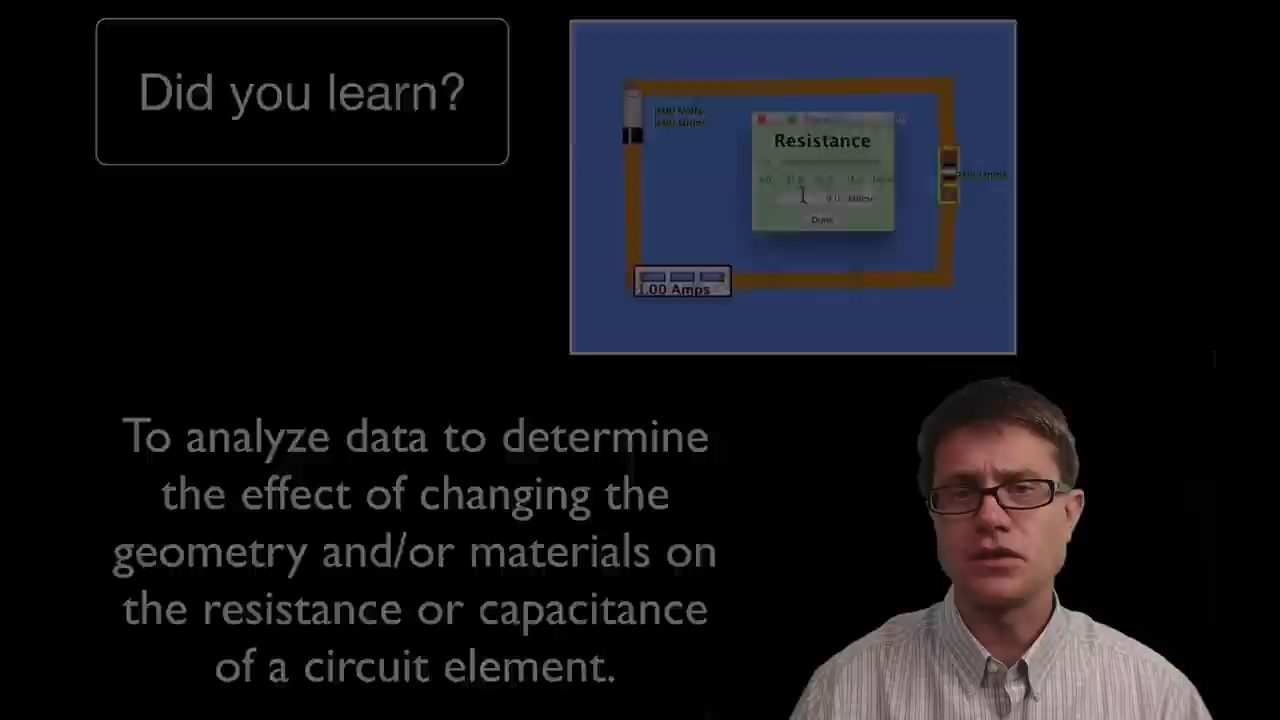 Did you learn?
Resistance
Done
1.00 Amps
To analyze data to determine
the effect of changing the
geometry and/or materials on
the resistance or capacitance
of a circuit element.